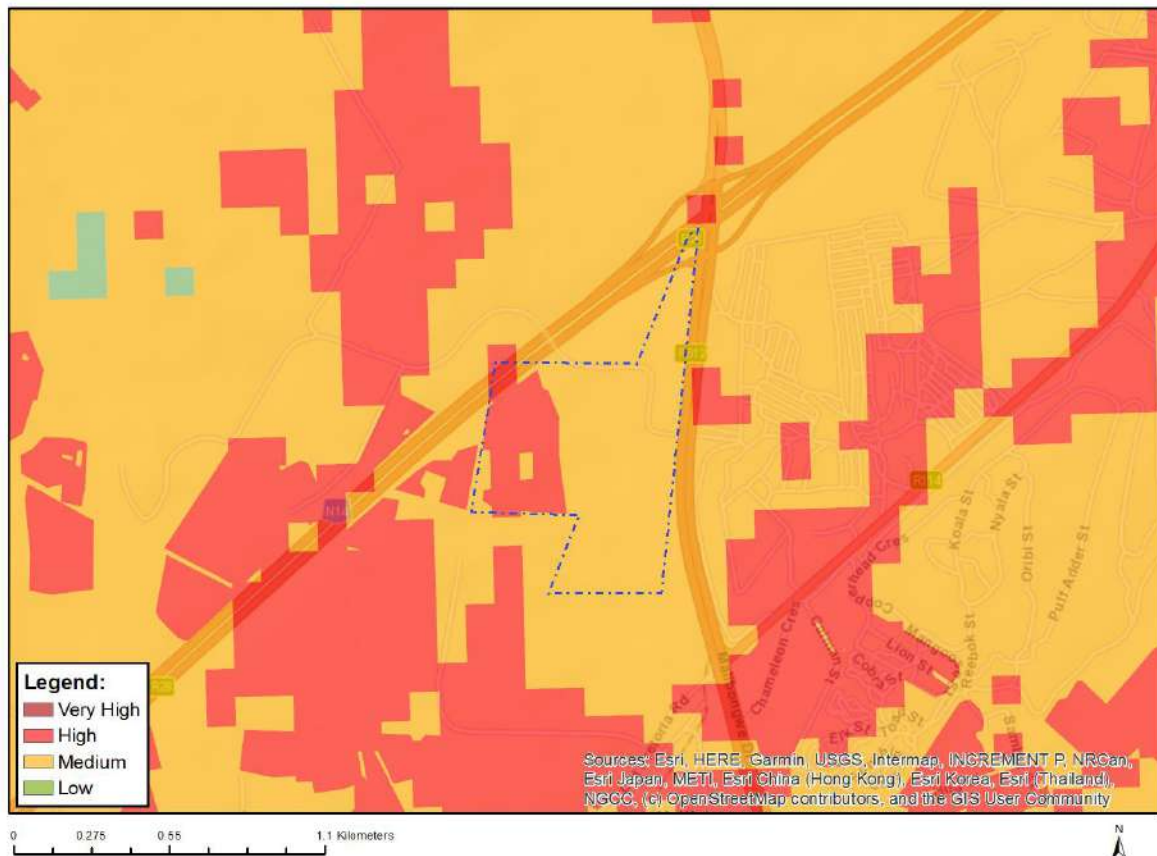 N14
R114
Koala St
Nyala St
Oribi St
Puff Adder St
Chameleon Cres
Lion St
Cobra St
Reebok St
Legend:
Very High
High
Medium
Low
Sources: Esri, HERE, Garmin, USGS, Intermap, INCREMENT P, NRCan,
Esri Japan, METI, Esri China (Hong Kong), Esri Korea, Esri (Thailand),
NGCC, (c) OpenStreetMap contributors, and the GIS User Community
0 0.275 0.55 1.1 Kilometers
N